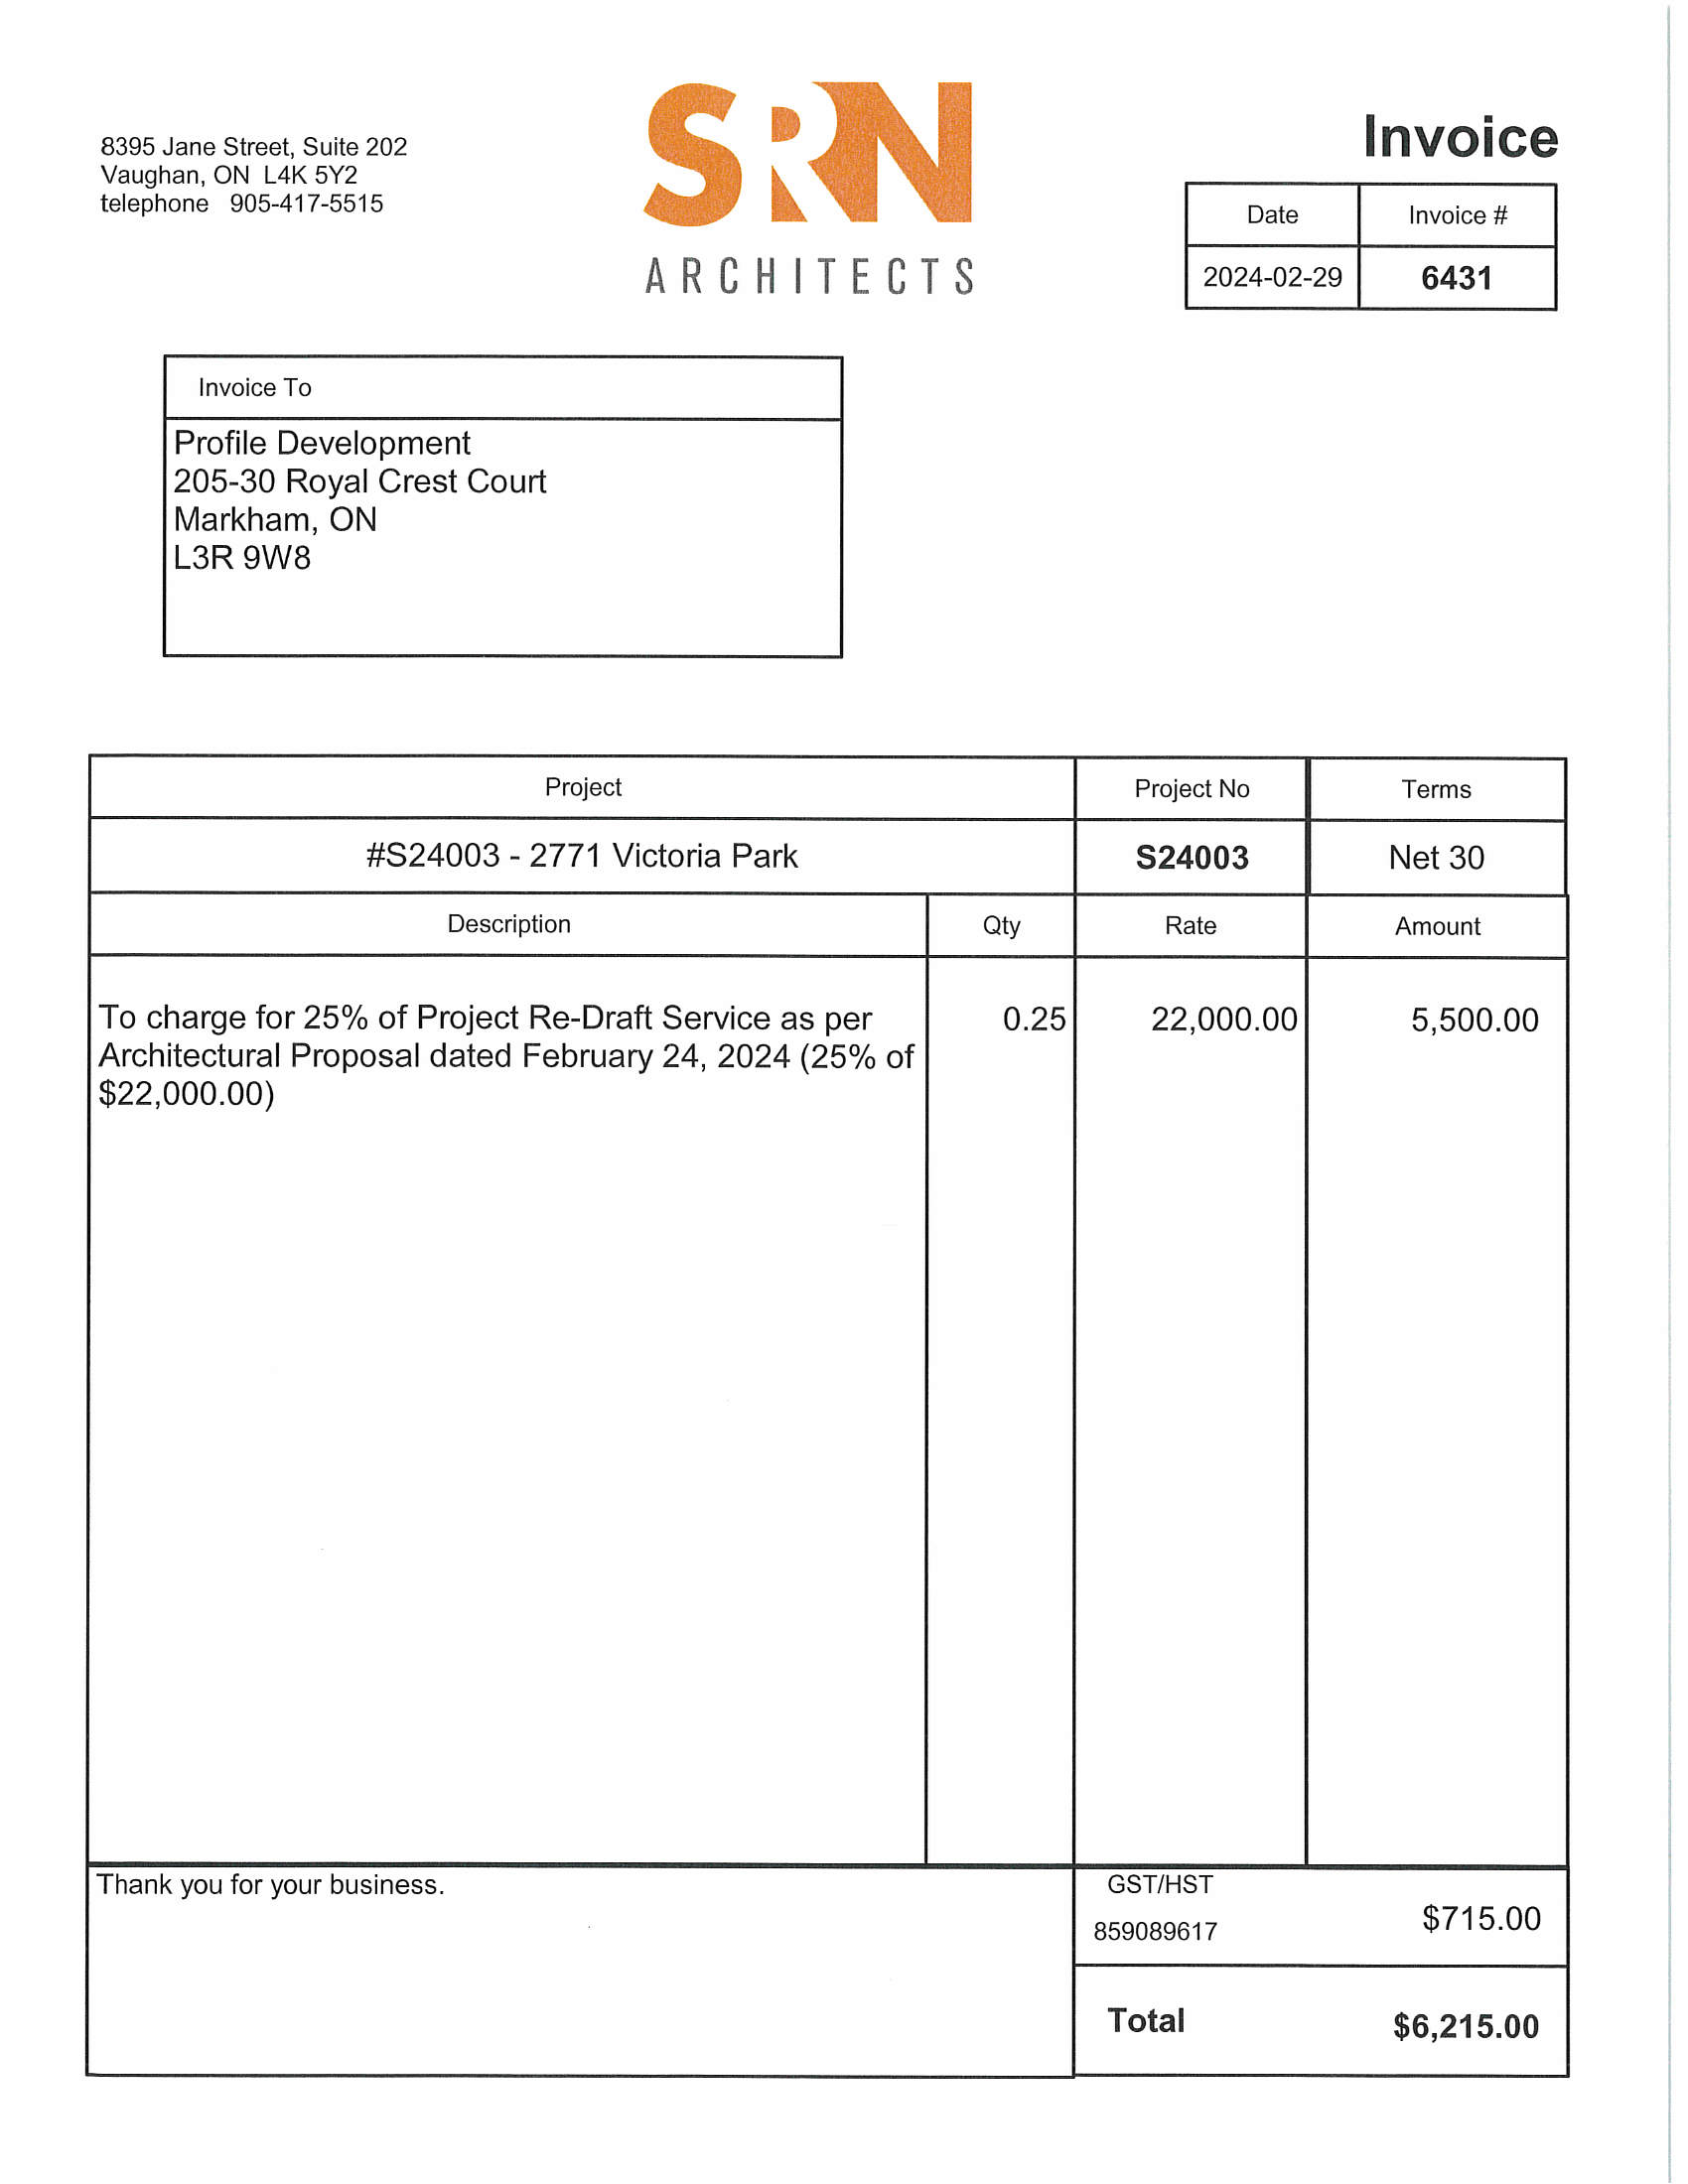 8395 Jane Street, Suite 202
Vaughan, ON L4K 5Y2
telephone 905-417-5515
SRN
ARCHITECTS
Invoice
Date Invoice #
2024-02-29 6431
Invoice To
Profile Development
205-30 Royal Crest Court
Markham, ON
L3R 9W8
Project Project No Terms
#S24003 - 2771 Victoria Park S24003 Net 30
Description Qty Rate Amount
To charge for 25% of Project Re-Draft Service as per 0.25 22,000.00 5,500.00
Architectural Proposal dated February 24, 2024 (25% of
$22,000.00)
Thank you for your business.
GST/HST
859089617 $715.00
Total $6,215.00